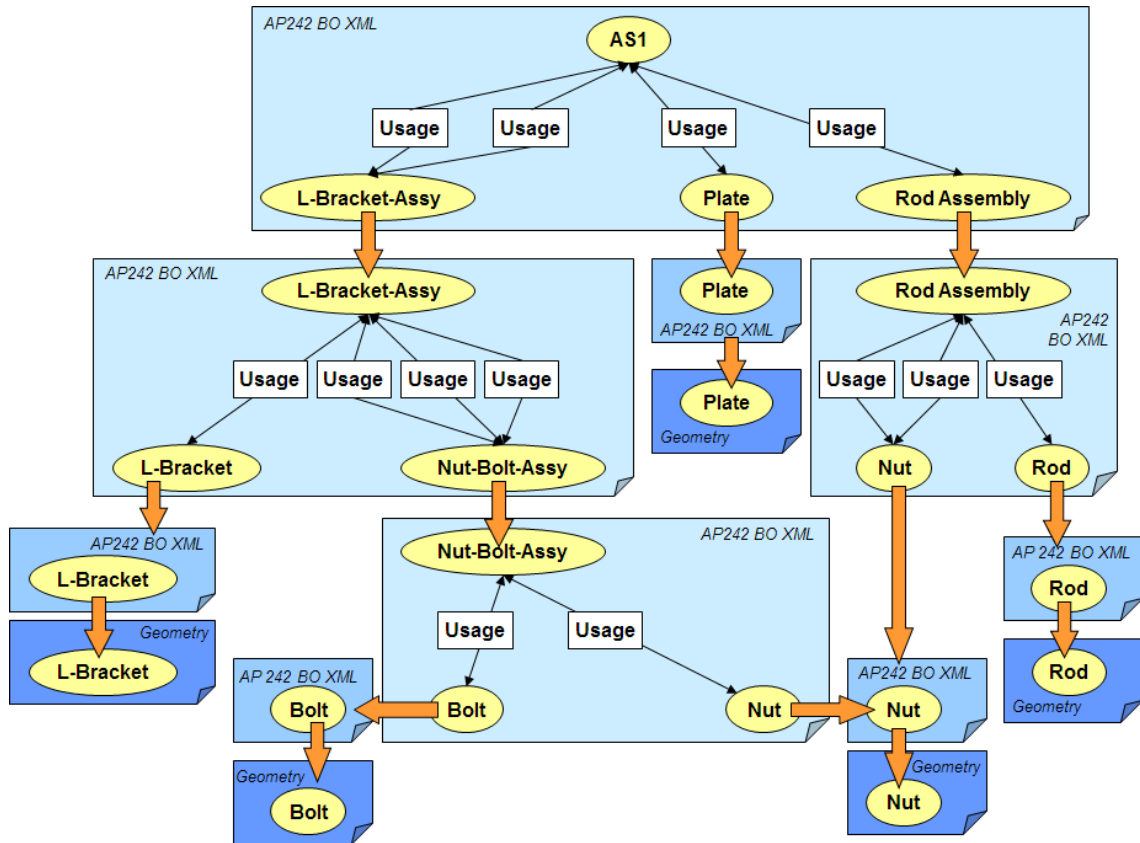 AP242 BO XML
AS1
Usage
Usage
Usage
Usage
L-Bracket-Assy
Plate
Rod Assembly
AP242 BO XML
L-Bracket-Assy
Usage
Usage
Usage
Usage
L-Bracket
Nut-Bolt-Assy
Plate
AP242 BO XML
Plate
Geometry
Rod Assembly
AP242
BO XML
Usage
Usage
Usage
Nut
Rod
AP242 BO XML
L-Bracket
Geometry
L-Bracket
AP242 BO XML
Nut-Bolt-Assy
Usage
Usage
Bolt
Nut
AP 242 BO XML
Bolt
Geometry
Bolt
AP242 BO XML
Nut
Geometry
Nut
AP 242 BO XML
Rod
Rod
Geometry